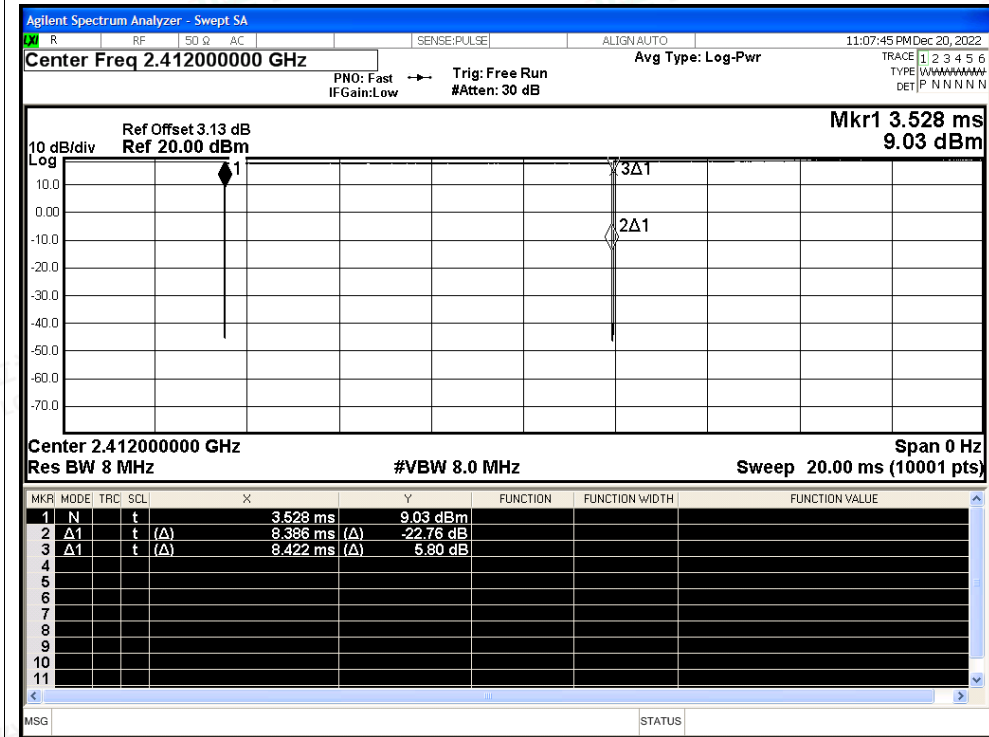 Agilent Spectrum Analyzer - Swept SA
LXI R RF 50 Ω AC SENSE:PULSE ALIGN AUTO 11:07:45 PM Dec 20, 2022
Center Freq 2.412000000 GHz
PNO: Fast
IFGain:Low
Trig: Free Run
#Atten: 30 dB
Avg Type: Log-Pwr
TRACE 1 2 3 4 5 6
TYPE
DET P N N N N N
Mkr1 3.528 ms
9.03 dBm
Ref Offset 3.13 dB
10 dB/div Ref 20.00 dBm
Log
1
3Δ1
10.0
0.00
2Δ1
-10.0
-20.0
-30.0
-40.0
-50.0
-60.0
-70.0
Center 2.412000000 GHz Span 0 Hz
Res BW 8 MHz #VBW 8.0 MHz Sweep 20.00 ms (10001 pts)
MKR MODE TRC SCL X Y FUNCTION FUNCTION WIDTH FUNCTION VALUE
1 N t 3.528 ms 9.03 dBm
2 Δ1 t (Δ) 8.386 ms (Δ) -22.76 dB
3 Δ1 t (Δ) 8.422 ms (Δ) 5.80 dB
4
5
6
7
8
9
10
11
MSG STATUS